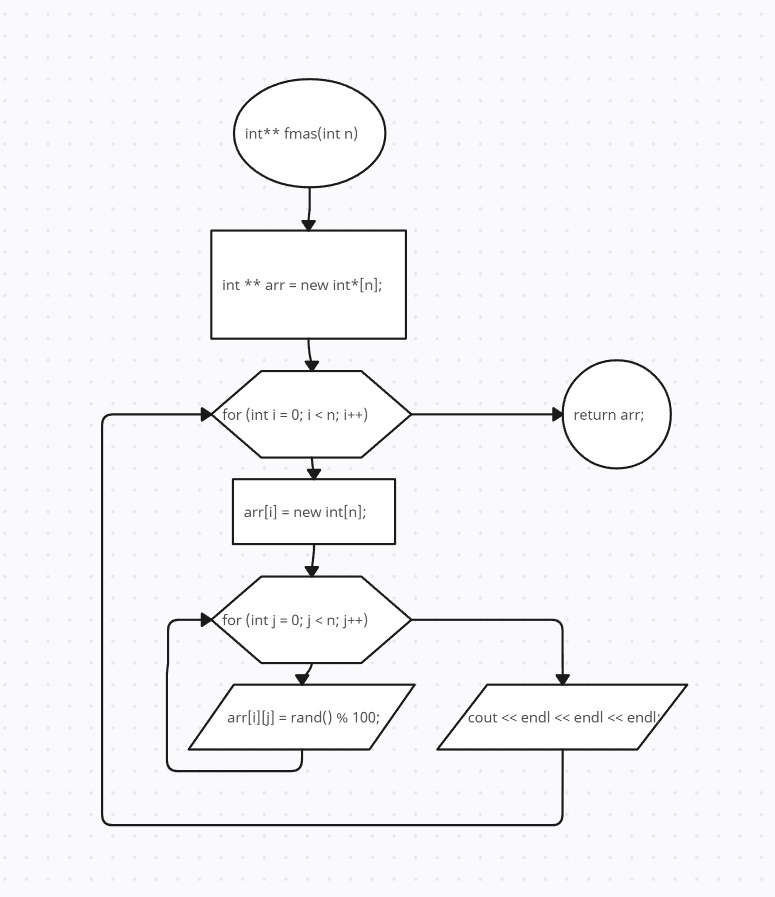 int** fmas(int n)
int ** arr = new int*[n];
for (int i = 0; i < n; i++)
return arr;
arr[i] = new int[n];
for (int j = 0; j < n; j++)
arr[i][j] = rand() % 100;
cout << endl << endl << endl;